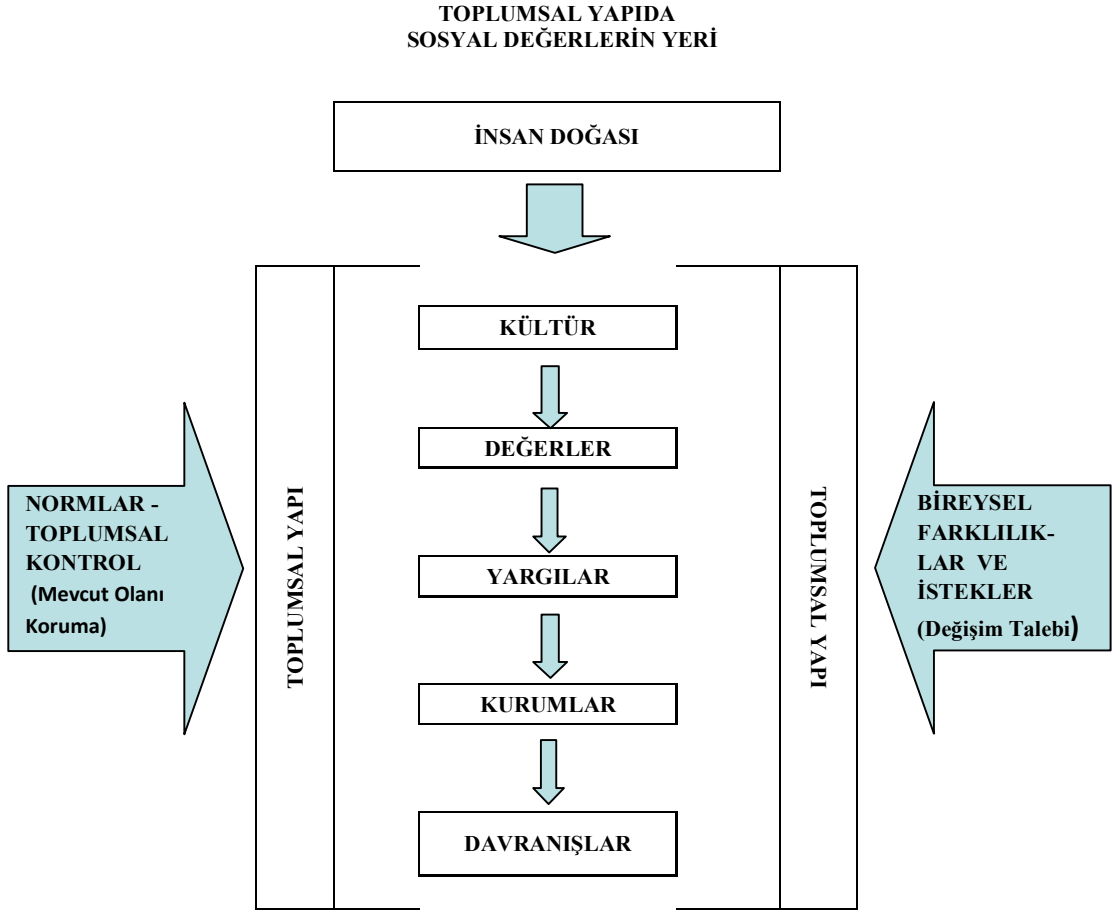 TOPLUMSAL YAPIDA
SOSYAL DEĞERLERİN YERİ
İNSAN DOĞASI
KÜLTÜR
DEĞERLER
YARGILAR
KURUMLAR
DAVRANIŞLAR
NORMLAR -
TOPLUMSAL
KONTROL
(Mevcut Olanı
Koruma)
TOPLUMSAL YAPI
TOPLUMSAL YAPI
BİREYSEL
FARKLILIK-
LAR VE
İSTEKLER
(Değişim Talebi)